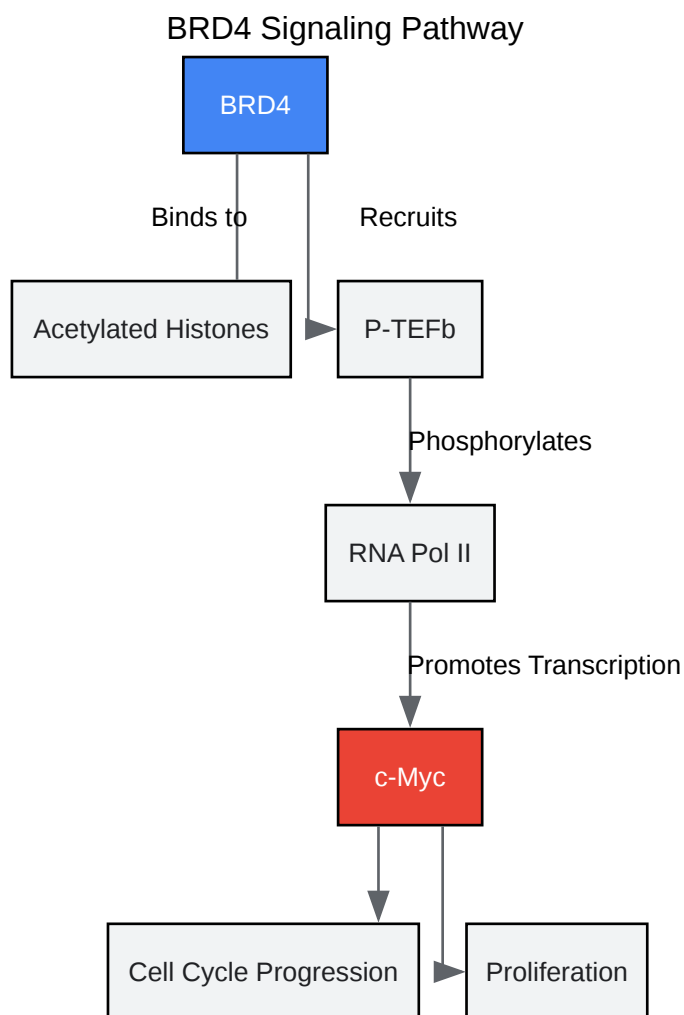 BRD4 Signaling Pathway
BRD4
Binds to
Recruits
Acetylated Histones
P-TEFb
Phosphorylates
RNA Pol II
Promotes Transcription
c-Myc
Cell Cycle Progression
Proliferation